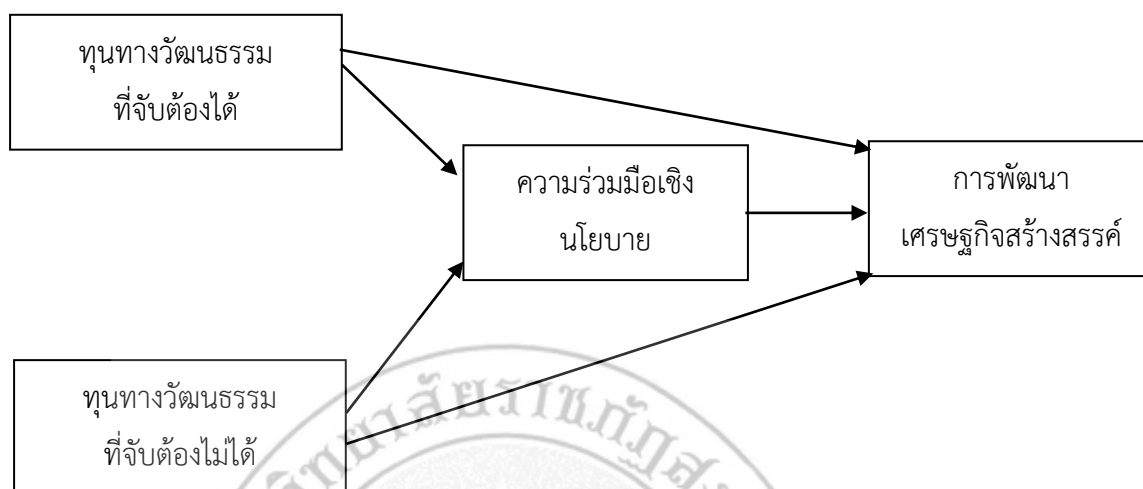 ทุนทางวัฒนธรรม
ที่จับต้องได้
ความร่วมมือเชิง
นโยบาย
การพัฒนา
เศรษฐกิจสร้างสรรค์
ทุนทางวัฒนธรรม
ที่จับต้องไม่ได้